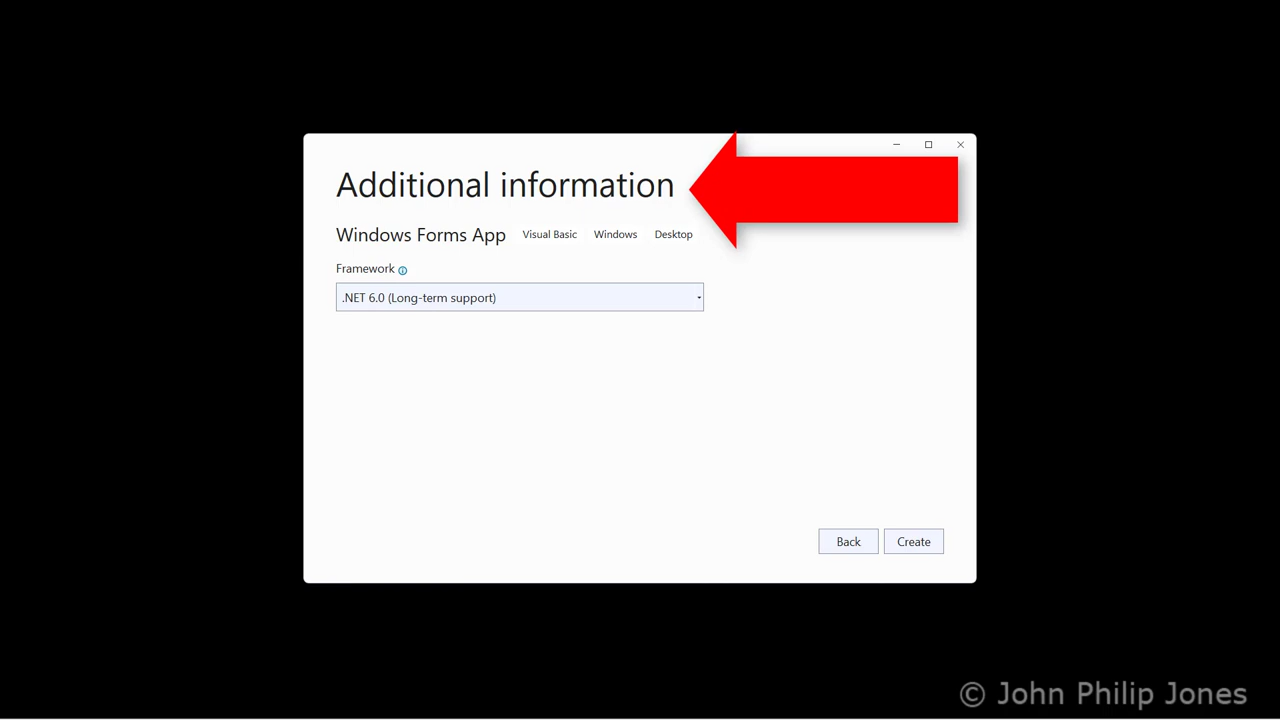 Additional information
Windows Forms App Visual Basic Windows Desktop
Framework
.NET 6.0 (Long-term support)
Back Create
© John Philip Jones